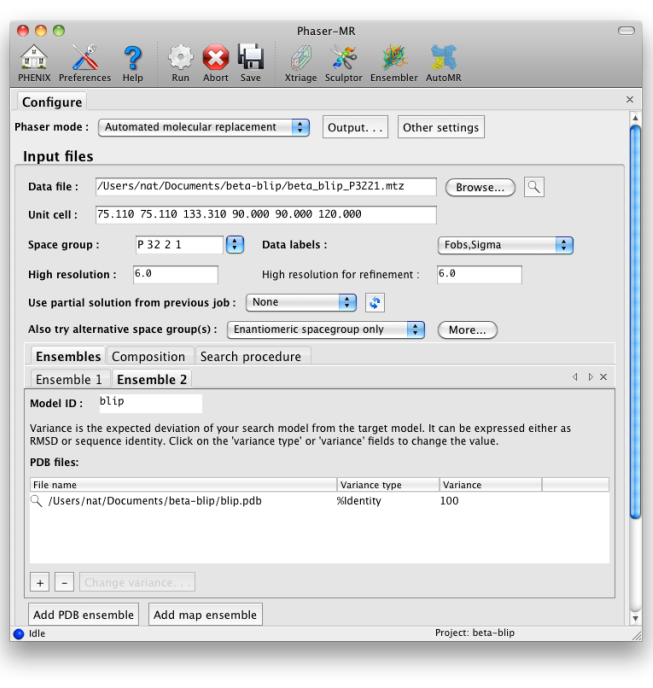 Phaser-MR
PHENIX Preferences Help Run Abort Save Xtriage Sculptor Ensembler AutoMR
Configure
Phaser mode : Automated molecular replacement Output. . . Other settings
Input files
Data file : /Users/nat/Documents/beta-blip/beta_blip_P3221.mtz Browse...
Unit cell : 75.110 75.110 133.310 90.000 90.000 120.000
Space group : P 32 2 1 Data labels : Fobs,Sigma
High resolution : 6.0 High resolution for refinement : 6.0
Use partial solution from previous job : None
Also try alternative space group(s) : Enantiomeric spacegroup only More...
Ensembles Composition Search procedure
Ensemble 1 Ensemble 2
Model ID : blip
Variance is the expected deviation of your search model from the target model. It can be expressed either as
RMSD or sequence identity. Click on the 'variance type' or 'variance' fields to change the value.
PDB files:
File name Variance type Variance
/Users/nat/Documents/beta-blip/blip.pdb %Identity 100
+ - Change variance. . .
Add PDB ensemble Add map ensemble
Idle Project: beta-blip